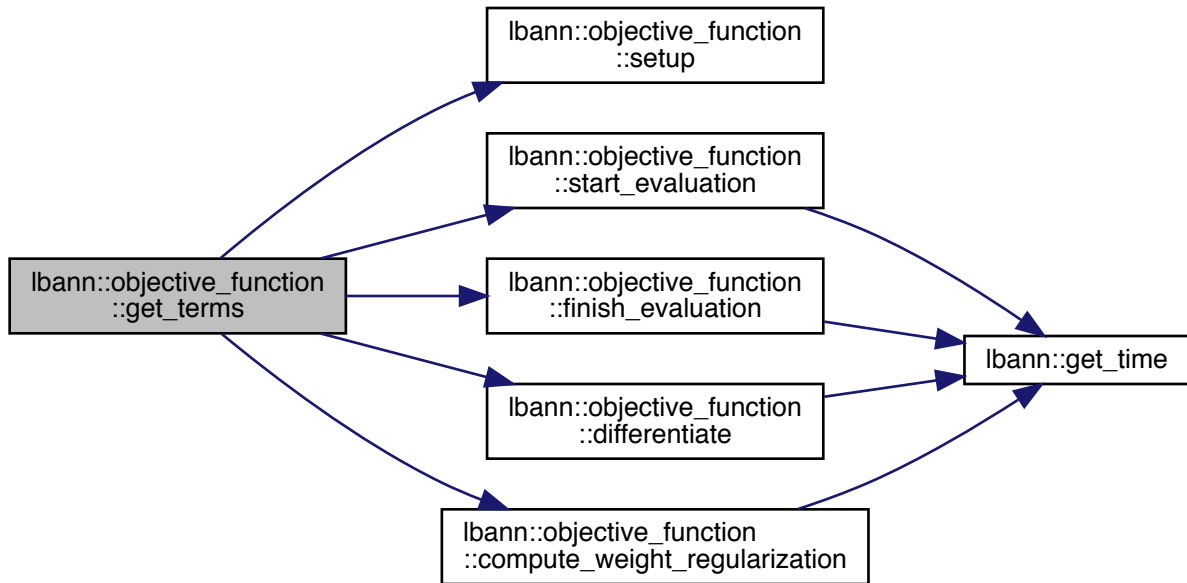 lbann::objective_function
::setup
lbann::objective_function
::start_evaluation
lbann::objective_function
::get_terms
lbann::objective_function
::finish_evaluation
lbann::get_time
lbann::objective_function
::differentiate
lbann::objective_function
::compute_weight_regularization